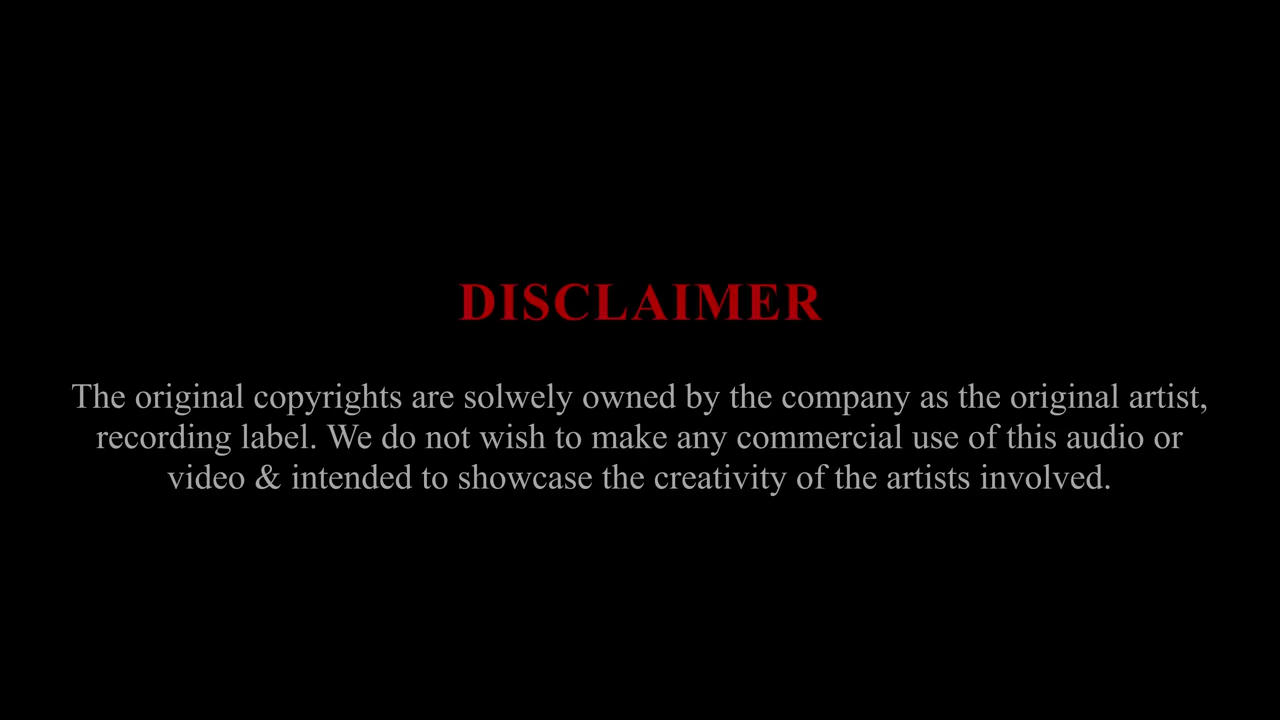 DISCLAIMER
The original copyrights are solwely owned by the company as the original artist,
recording label. We do not wish to make any commercial use of this audio or
video & intended to showcase the creativity of the artists involved.